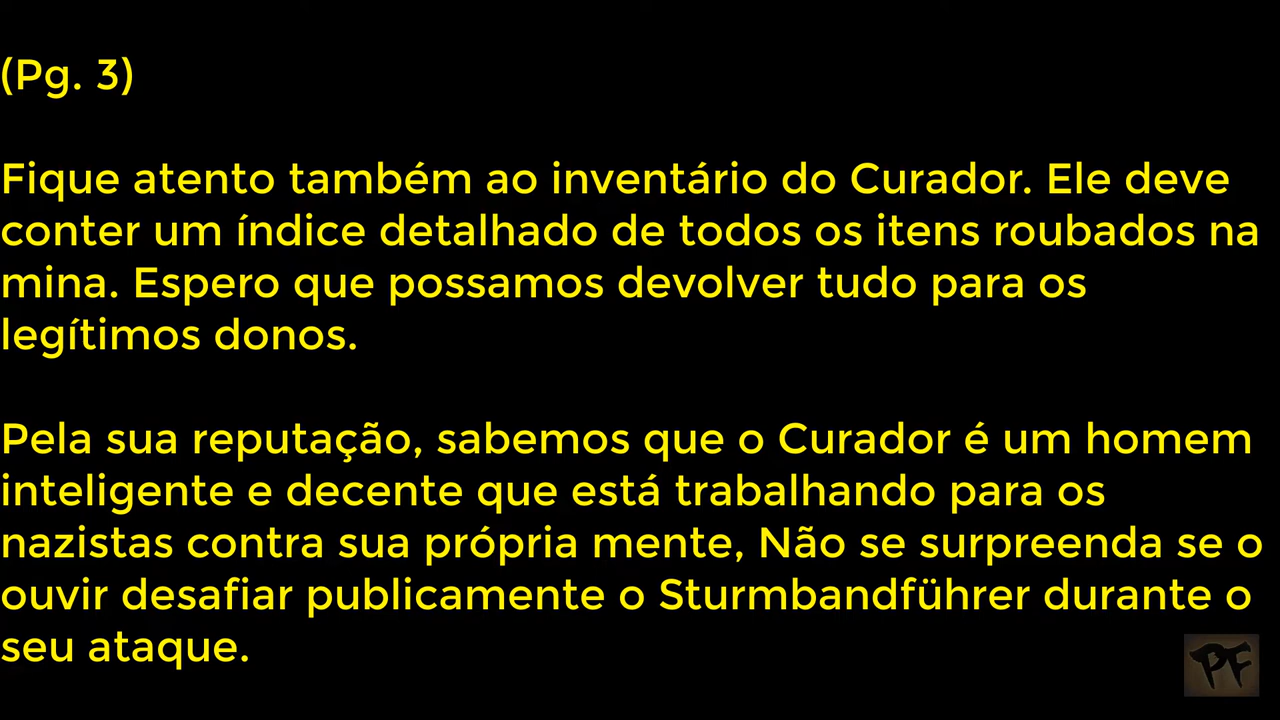 (Pg. 3)
Fique atento também ao inventário do Curador. Ele deve
conter um índice detalhado de todos os itens roubados na
mina. Espero que possamos devolver tudo para os
legítimos donos.
Pela sua reputação, sabemos que o Curador é um homem
inteligente e decente que está trabalhando para os
nazistas contra sua própria mente, Não se surpreenda se o
ouvir desafiar publicamente o Sturmbandführer durante o
seu ataque.
PF